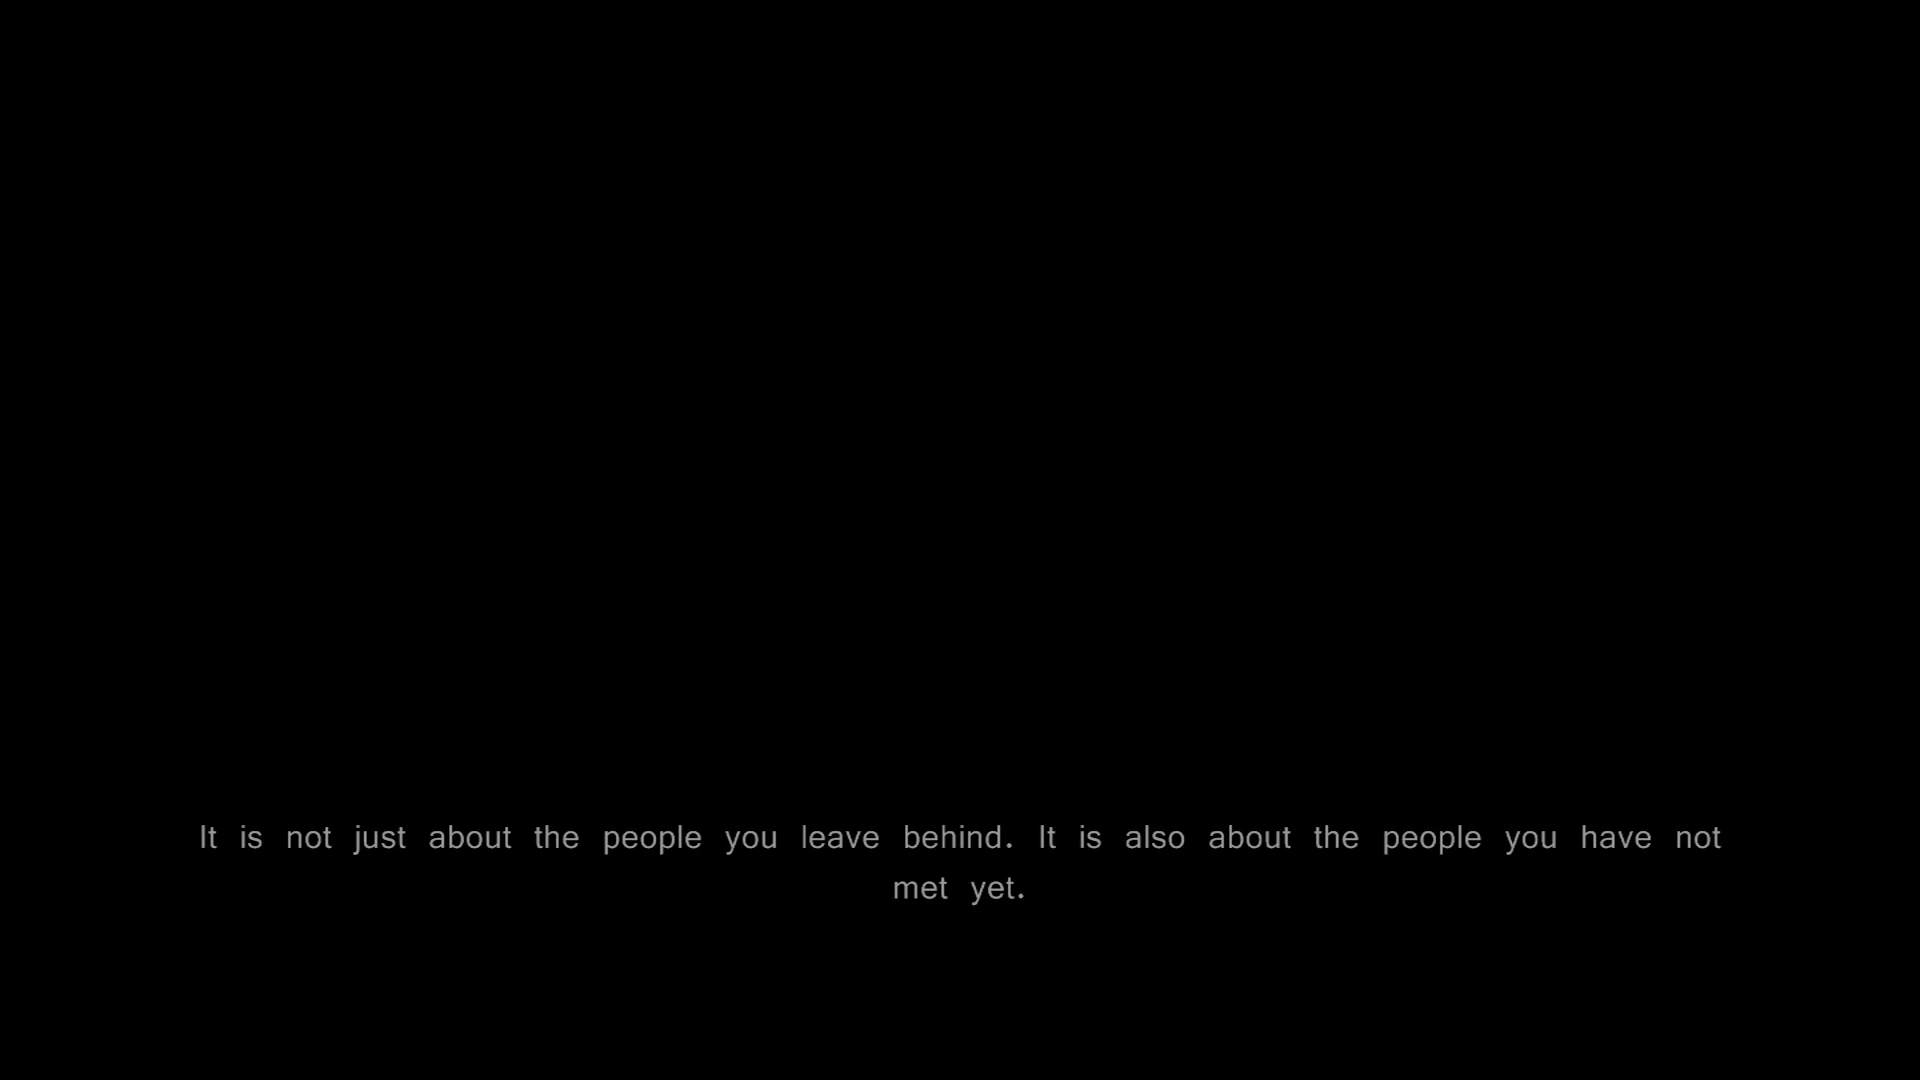 It is not just about the people you leave behind. It is also about the people you have not
met yet.